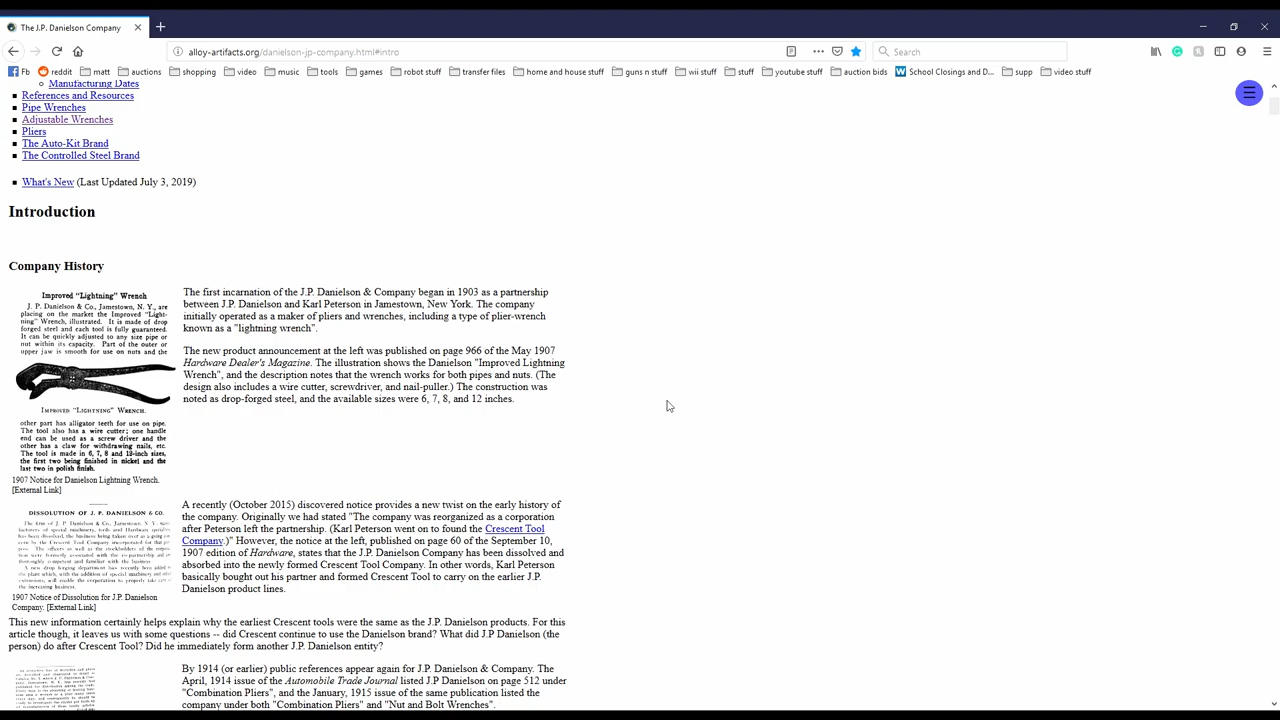 The J.P. Danielson Company
alloy-artifacts.org/danielson-jp-company.html#intro
Search
Fb
reddit
matt
auctions
shopping
video
music
tools
games
robot stuff
transfer files
home and house stuff
guns n stuff
wii stuff
stuff
youtube stuff
auction bids
School Closings and D...
supp
video stuff
Manufacturing Dates
References and Resources
Pipe Wrenches
Adjustable Wrenches
Pliers
The Auto-Kit Brand
The Controlled Steel Brand
What's New (Last Updated July 3, 2019)
Introduction
Company History
Improved "Lightning" Wrench
J. P. Danielson & Co., Jamestown, N. Y., are
placing on the market the Improved "Light-
ning" Wrench, illustrated. It is made of drop
forged steel and each tool is fully guaranteed.
It can be quickly adjusted to any size pipe or
nut within its capacity. Part of the outer or
upper jaw is smooth for use on nuts and the
IMPROVED "LIGHTNING" WRENCH.
other part has alligator teeth for use on pipe.
The tool also has a wire cutter; one handle
end can be used as a screw driver and the
other has a claw for withdrawing nails, etc.
The tool is made in 6, 7, 8 and 12-inch sizes,
the first two being finished in nickel and the
last two in polish finish.
1907 Notice for Danielson Lightning Wrench.
[External Link]
The first incarnation of the J.P. Danielson & Company began in 1903 as a partnership
between J.P. Danielson and Karl Peterson in Jamestown, New York. The company
initially operated as a maker of pliers and wrenches, including a type of plier-wrench
known as a "lightning wrench".
The new product announcement at the left was published on page 966 of the May 1907
Hardware Dealer's Magazine. The illustration shows the Danielson "Improved Lightning
Wrench", and the description notes that the wrench works for both pipes and nuts. (The
design also includes a wire cutter, screwdriver, and nail-puller.) The construction was
noted as drop-forged steel, and the available sizes were 6, 7, 8, and 12 inches.
DISSOLUTION OF J. P. DANIELSON & CO.
1907 Notice of Dissolution for J.P. Danielson
Company. [External Link]
A recently (October 2015) discovered notice provides a new twist on the early history of
the company. Originally we had stated "The company was reorganized as a corporation
after Peterson left the partnership. (Karl Peterson went on to found the Crescent Tool
Company.)" However, the notice at the left, published on page 60 of the September 10,
1907 edition of Hardware, states that the J.P. Danielson Company has been dissolved and
absorbed into the newly formed Crescent Tool Company. In other words, Karl Peterson
basically bought out his partner and formed Crescent Tool to carry on the earlier J.P.
Danielson product lines.
This new information certainly helps explain why the earliest Crescent tools were the same as the J.P. Danielson products. For this
article though, it leaves us with some questions -- did Crescent continue to use the Danielson brand? What did J.P Danielson (the
person) do after Crescent Tool? Did he immediately form another J.P. Danielson entity?
By 1914 (or earlier) public references appear again for J.P. Danielson & Company. The
April, 1914 issue of the Automobile Trade Journal listed J.P Danielson on page 512 under
"Combination Pliers", and the January, 1915 issue of the same publication listed the
company under both "Combination Pliers" and "Nut and Bolt Wrenches".